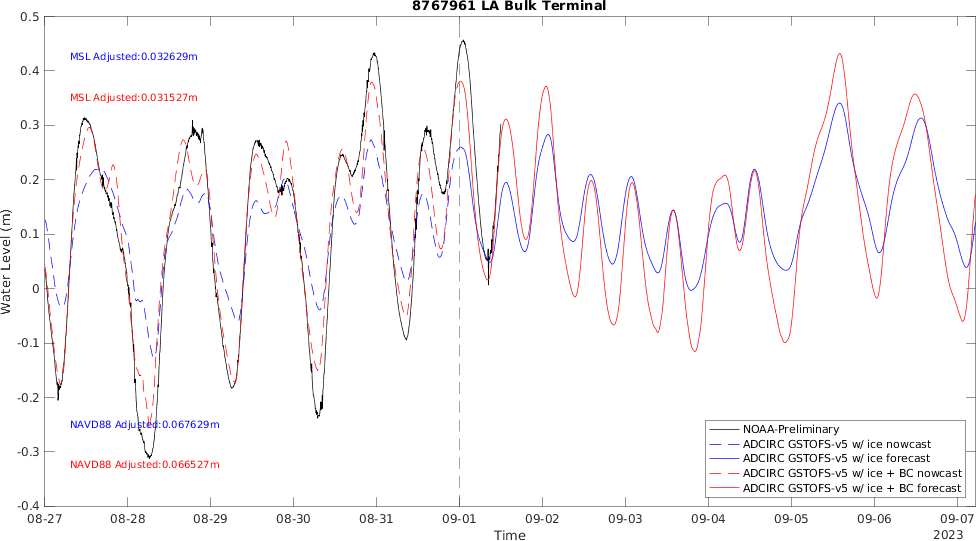 8767961 LA Bulk Terminal
MSL Adjusted:0.032629m
MSL Adjusted:0.031527m
NAVD88 Adjusted:0.067629m
NAVD88 Adjusted:0.066527m
Water Level (m)
0.5
0.4
0.3
0.2
0.1
0
-0.1
-0.2
-0.3
-0.4
NOAA-Preliminary
ADCIRC GSTOFS-v5 w/ ice nowcast
ADCIRC GSTOFS-v5 w/ ice forecast
ADCIRC GSTOFS-v5 w/ ice + BC nowcast
ADCIRC GSTOFS-v5 w/ ice + BC forecast
08-27 08-28 08-29 08-30 08-31 09-01 09-02 09-03 09-04 09-05 09-06 09-07
Time
2023